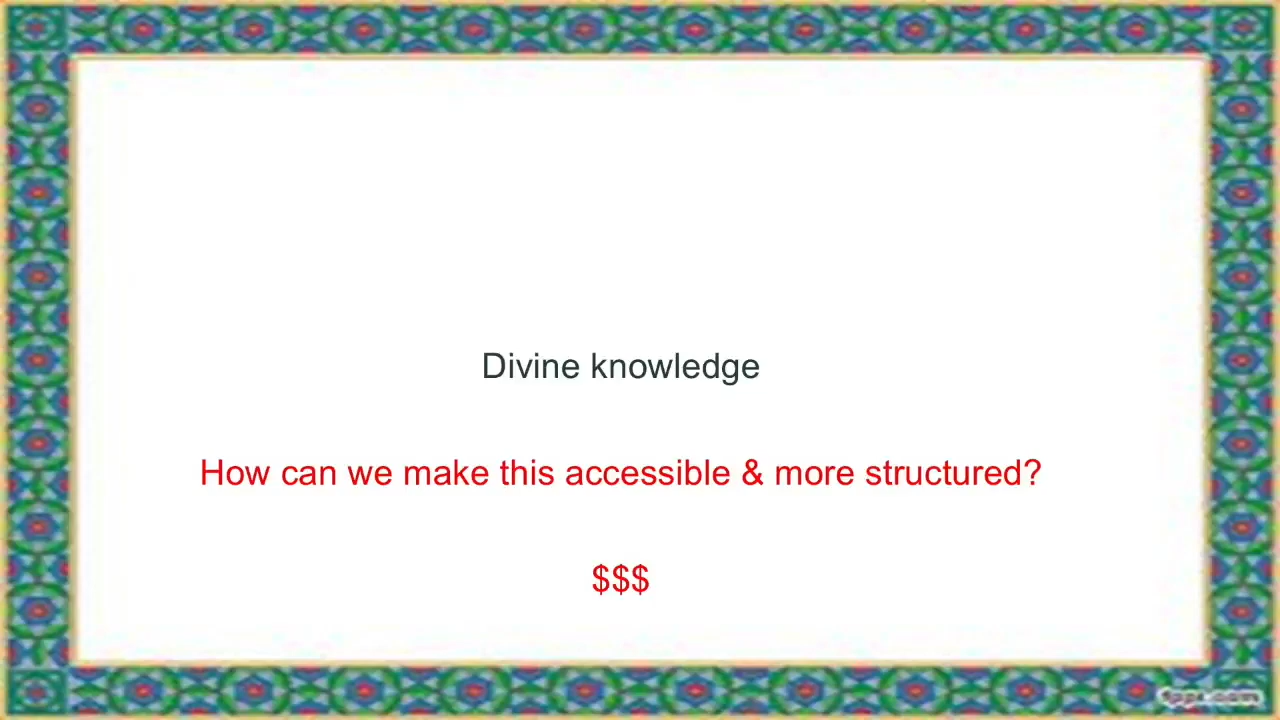 Divine knowledge
How can we make this accessible & more structured?
$$$